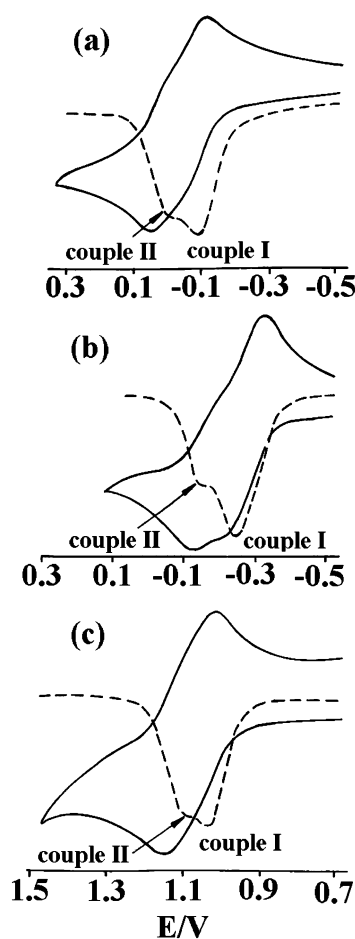 (a)
couple II
couple I
0.3 0.1 -0.1 -0.3 -0.5
(b)
couple II
couple I
0.3 0.1 -0.1 -0.3 -0.5
(c)
couple II
couple I
1.5 1.3 1.1 0.9 0.7
E/V